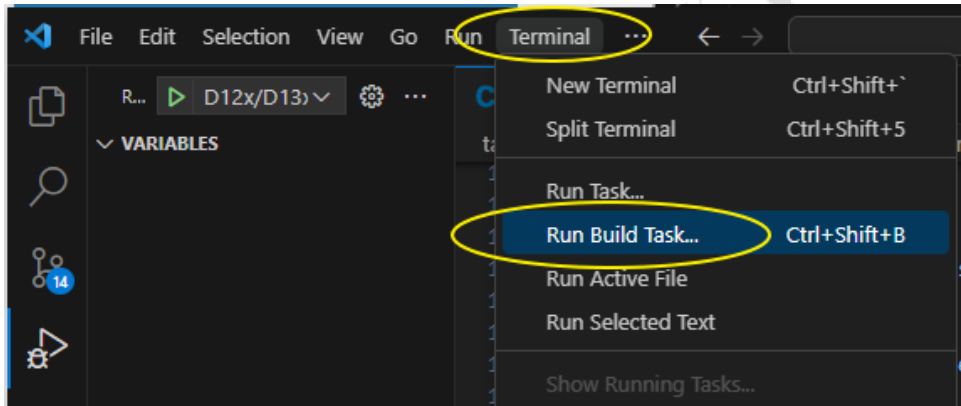 File Edit Selection View Go Run Terminal ...
R... D12x/D13x ...
VARIABLES
14
New Terminal Ctrl+Shift+`
Split Terminal Ctrl+Shift+5
Run Task...
Run Build Task... Ctrl+Shift+B
Run Active File
Run Selected Text
Show Running Tasks...